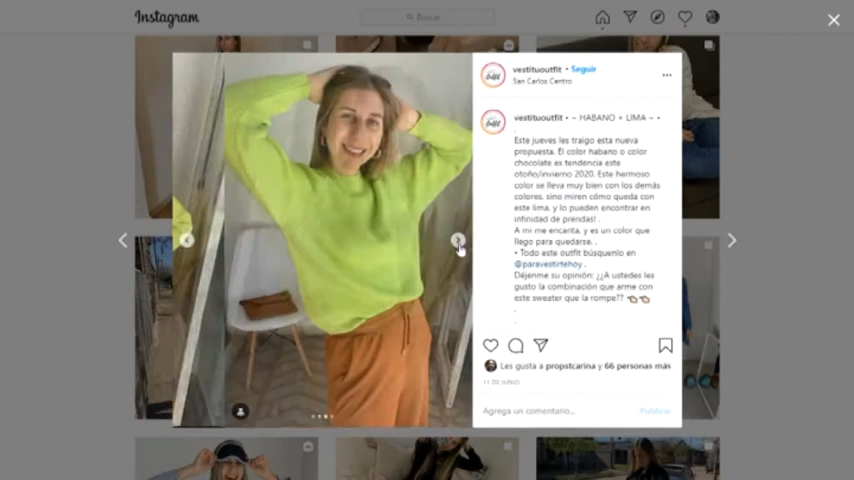 Instagram
Buscar
vestituoutfit • Seguir
San Carlos Centro
vestituoutfit • ~ HABANO + LIMA ~ •
.
Este jueves les traigo esta nueva
propuesta. El color habano o color
chocolate es tendencia este
otoño/invierno 2020. Este hermoso
color se lleva muy bien con los demás
colores, sino miren cómo queda con
este lima, y lo pueden encontrar en
infinidad de prendas! .
A mi me encanta, y es un color que
llego para quedarse. .
• Todo este outfit búsquenlo en
@paravestirtehoy .
Déjenme su opinión: ¿¿A ustedes les
gusto la combinación que arme con
este sweater que la rompe??
.
.
Les gusta a propstcarina y 66 personas más
11 DE JUNIO
Agrega un comentario...
Publicar